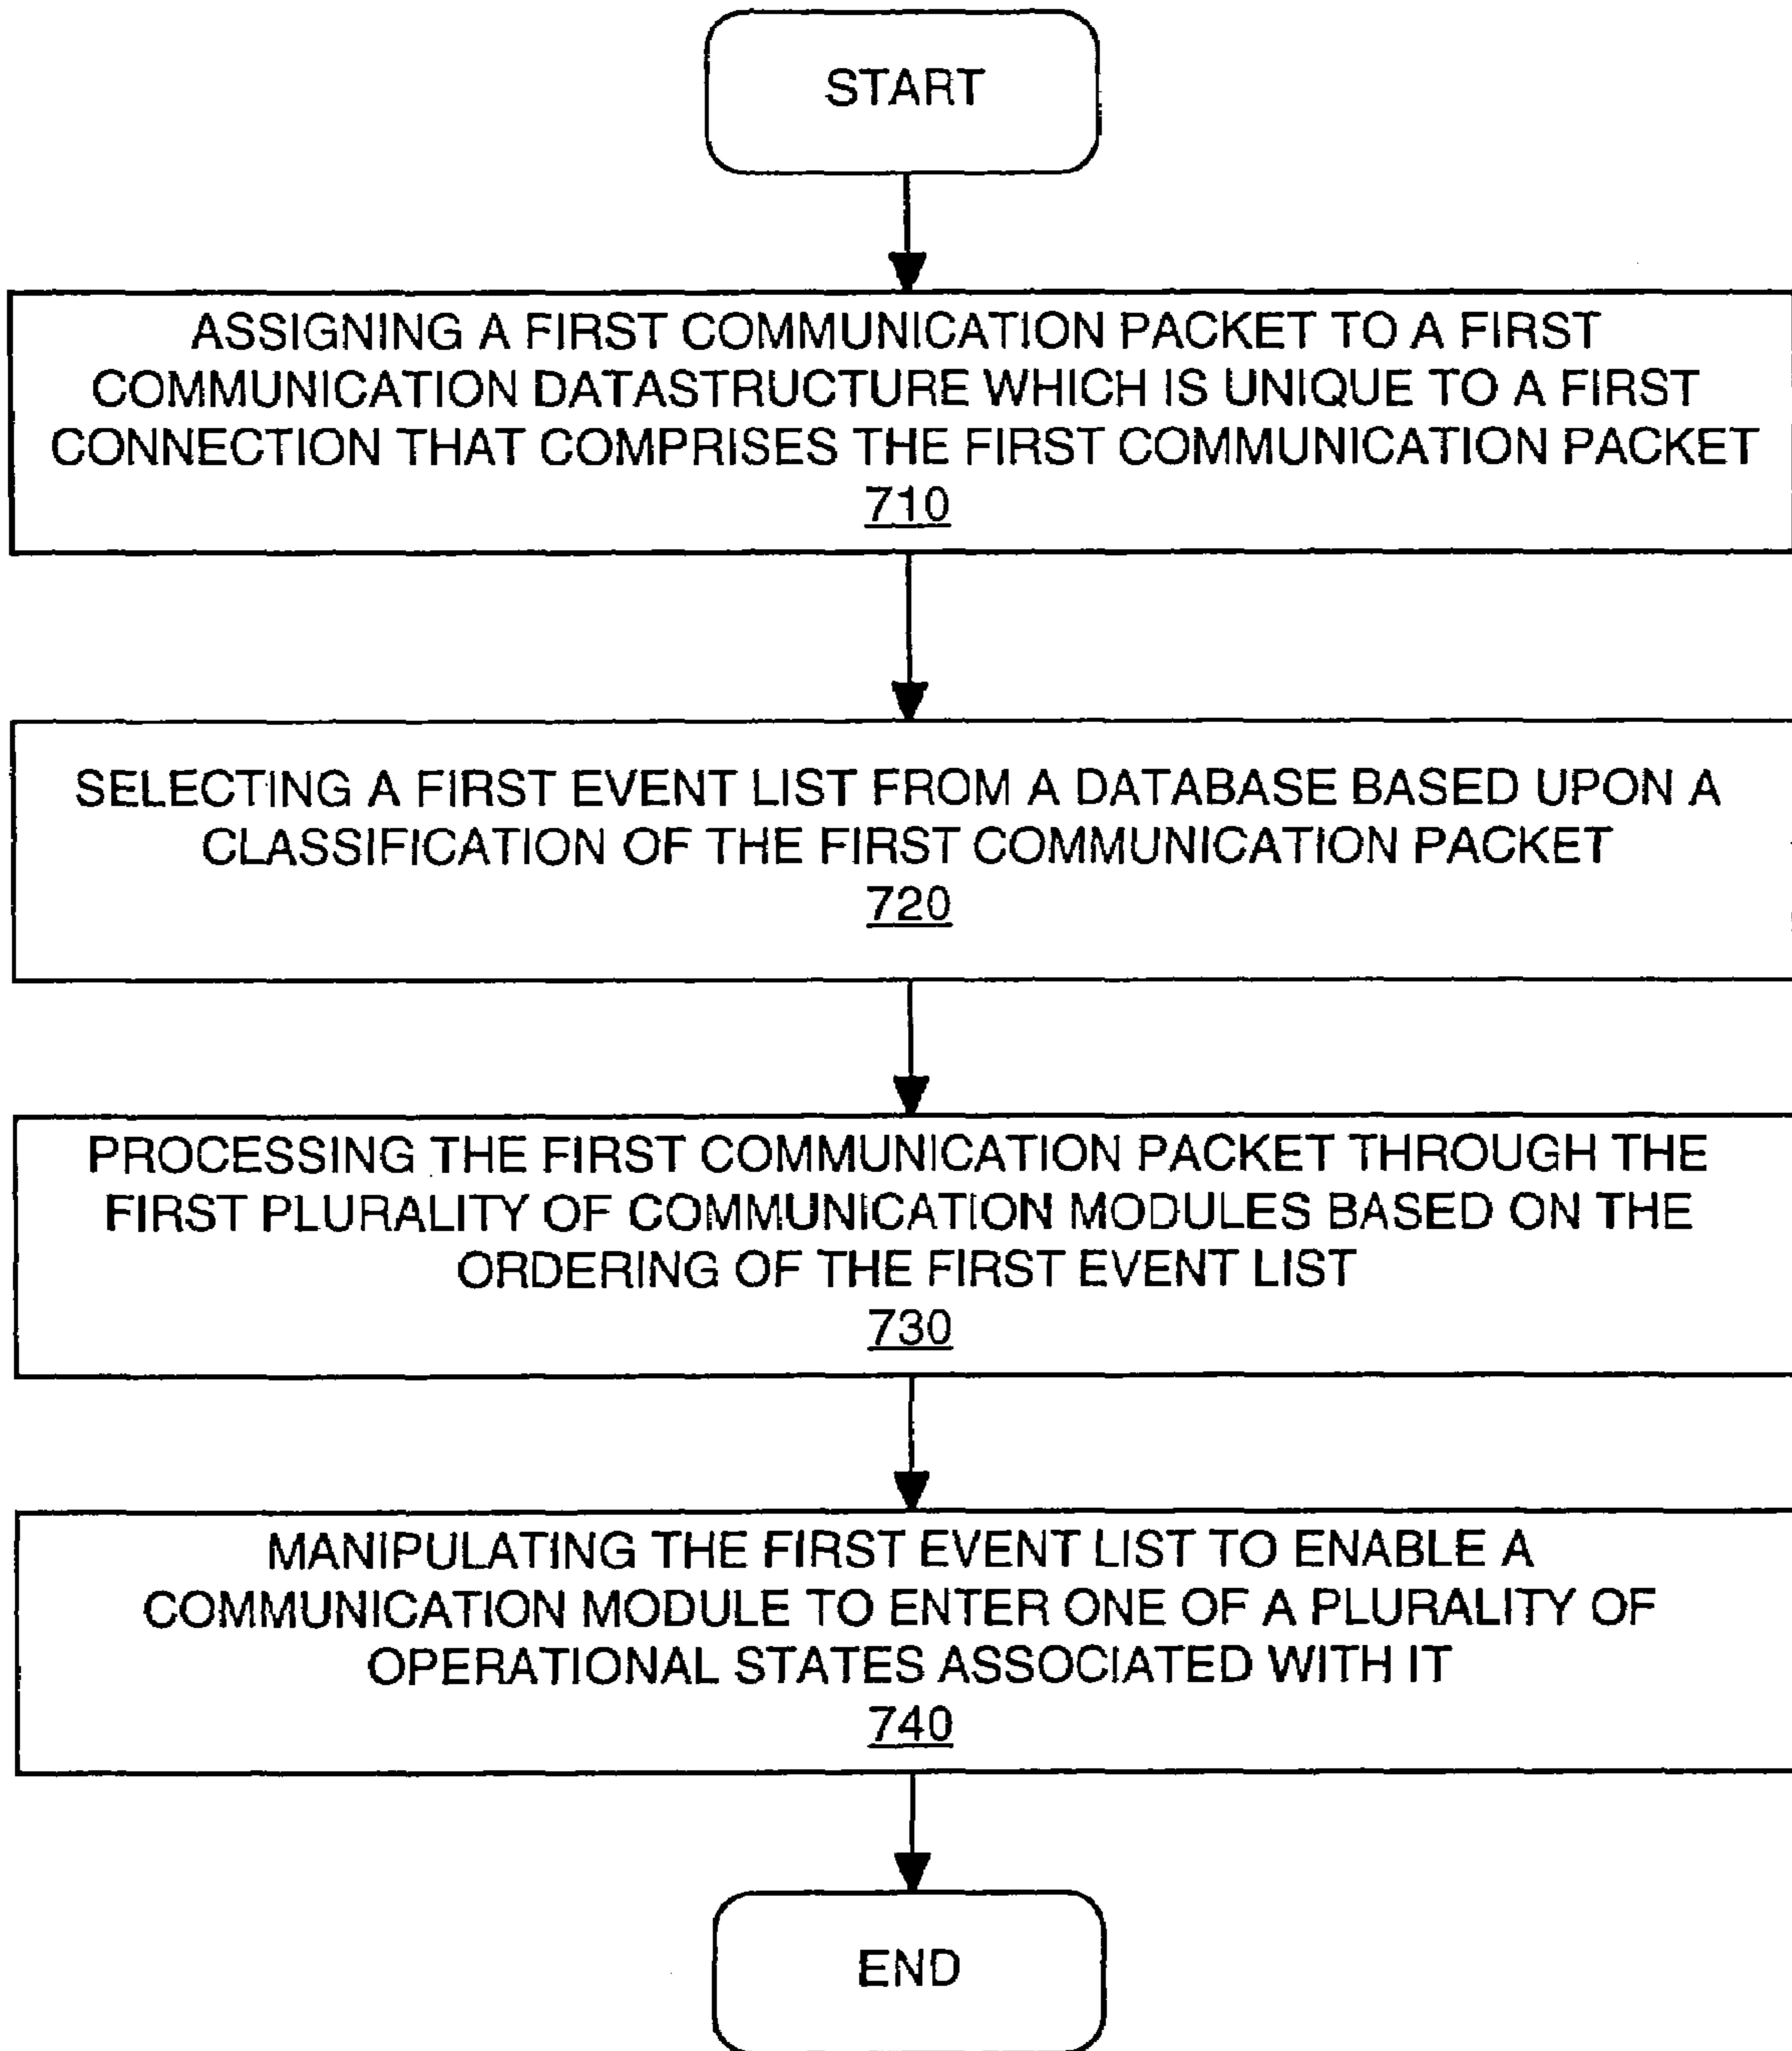 START
ASSIGNING A FIRST COMMUNICATION PACKET TO A FIRST
COMMUNICATION DATASTRUCTURE WHICH IS UNIQUE TO A FIRST
CONNECTION THAT COMPRISES THE FIRST COMMUNICATION PACKET
710
SELECTING A FIRST EVENT LIST FROM A DATABASE BASED UPON A
CLASSIFICATION OF THE FIRST COMMUNICATION PACKET
720
PROCESSING THE FIRST COMMUNICATION PACKET THROUGH THE
FIRST PLURALITY OF COMMUNICATION MODULES BASED ON THE
ORDERING OF THE FIRST EVENT LIST
730
MANIPULATING THE FIRST EVENT LIST TO ENABLE A
COMMUNICATION MODULE TO ENTER ONE OF A PLURALITY OF
OPERATIONAL STATES ASSOCIATED WITH IT
740
END